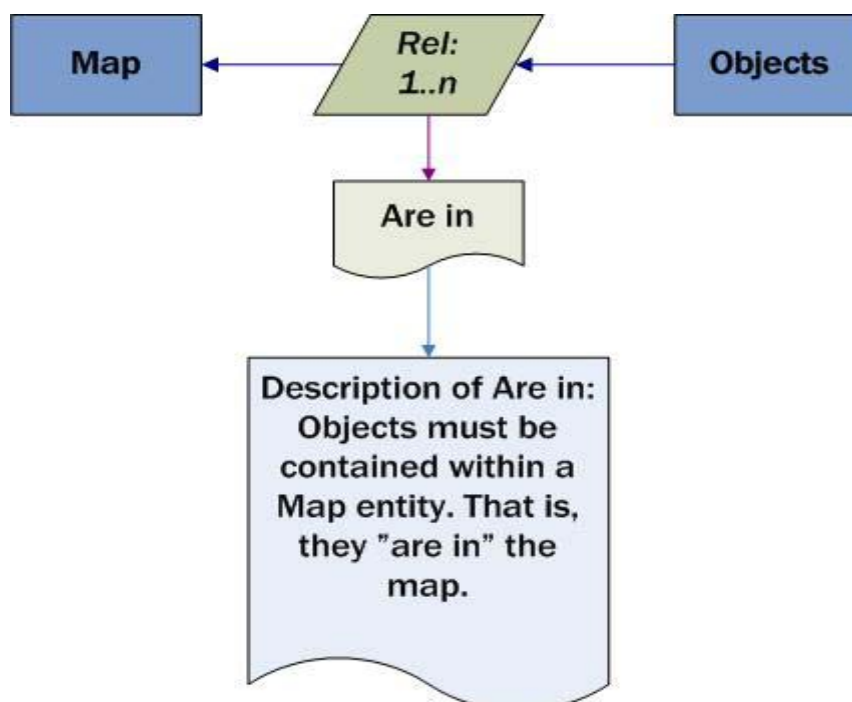 Map
Rel:
1..n
Objects
Are in
Description of Are in:
Objects must be
contained within a
Map entity. That is,
they ”are in” the
map.